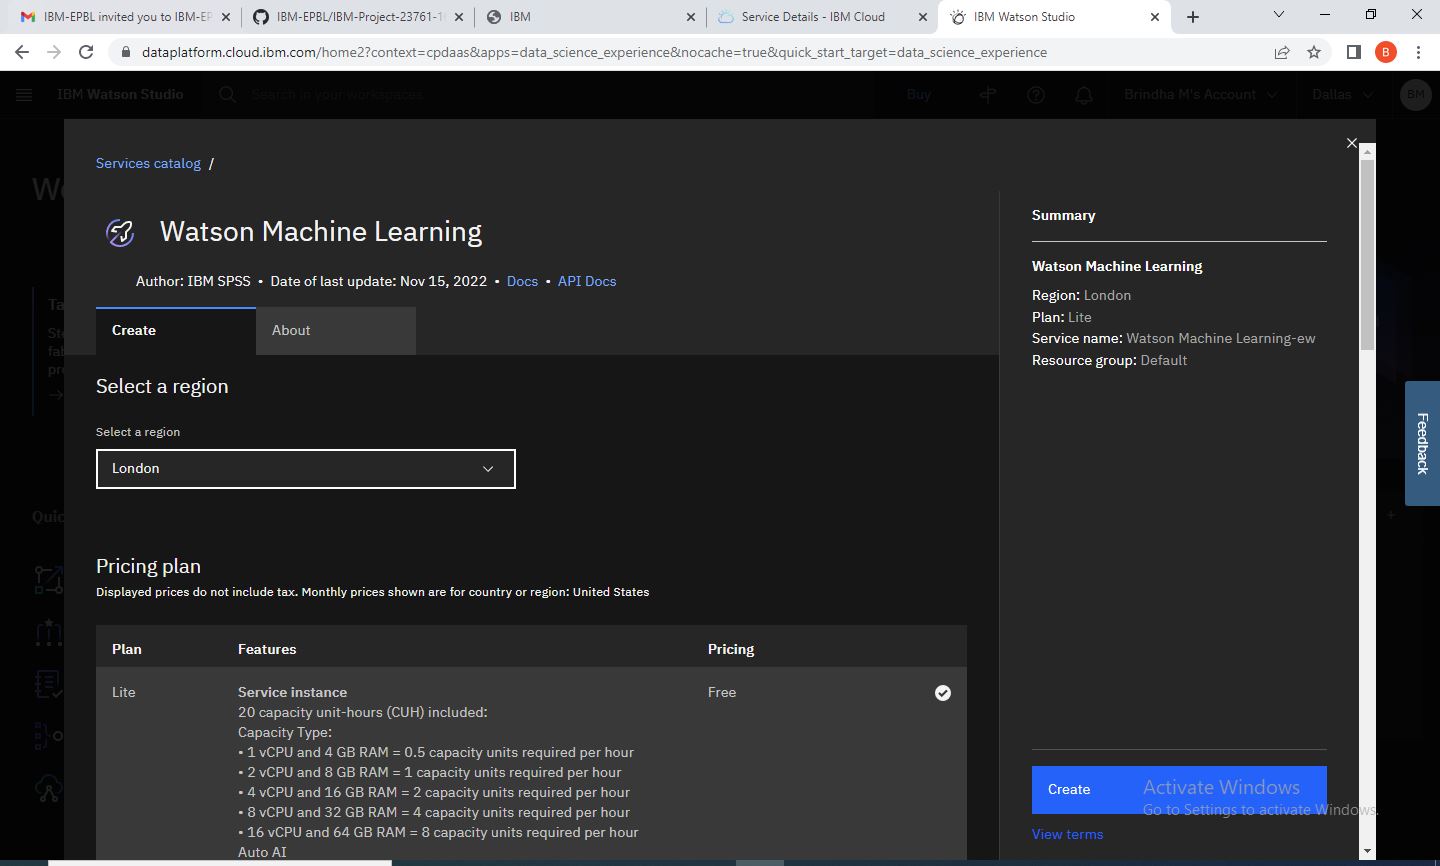 IBM-EPBL invited you to IBM-EP
IBM-EPBL/IBM-Project-23761-1
IBM
Service Details - IBM Cloud
IBM Watson Studio
dataplatform.cloud.ibm.com/home2?context=cpdaas&apps=data_science_experience&nocache=true&quick_start_target=data_science_experience
B
IBM Watson Studio
Search in your workspaces
Buy
Brindha M's Account
Dallas
BM
Services catalog /
Watson Machine Learning
Author: IBM SPSS • Date of last update: Nov 15, 2022 • Docs • API Docs
Create
About
Select a region
Select a region
London
Pricing plan
Displayed prices do not include tax. Monthly prices shown are for country or region: United States
Plan Features Pricing
Lite Service instance Free
20 capacity unit-hours (CUH) included:
Capacity Type:
• 1 vCPU and 4 GB RAM = 0.5 capacity units required per hour
• 2 vCPU and 8 GB RAM = 1 capacity units required per hour
• 4 vCPU and 16 GB RAM = 2 capacity units required per hour
• 8 vCPU and 32 GB RAM = 4 capacity units required per hour
• 16 vCPU and 64 GB RAM = 8 capacity units required per hour
Auto AI
Summary
Watson Machine Learning
Region: London
Plan: Lite
Service name: Watson Machine Learning-ew
Resource group: Default
Feedback
Create
Activate Windows
Go to Settings to activate Windows.
View terms